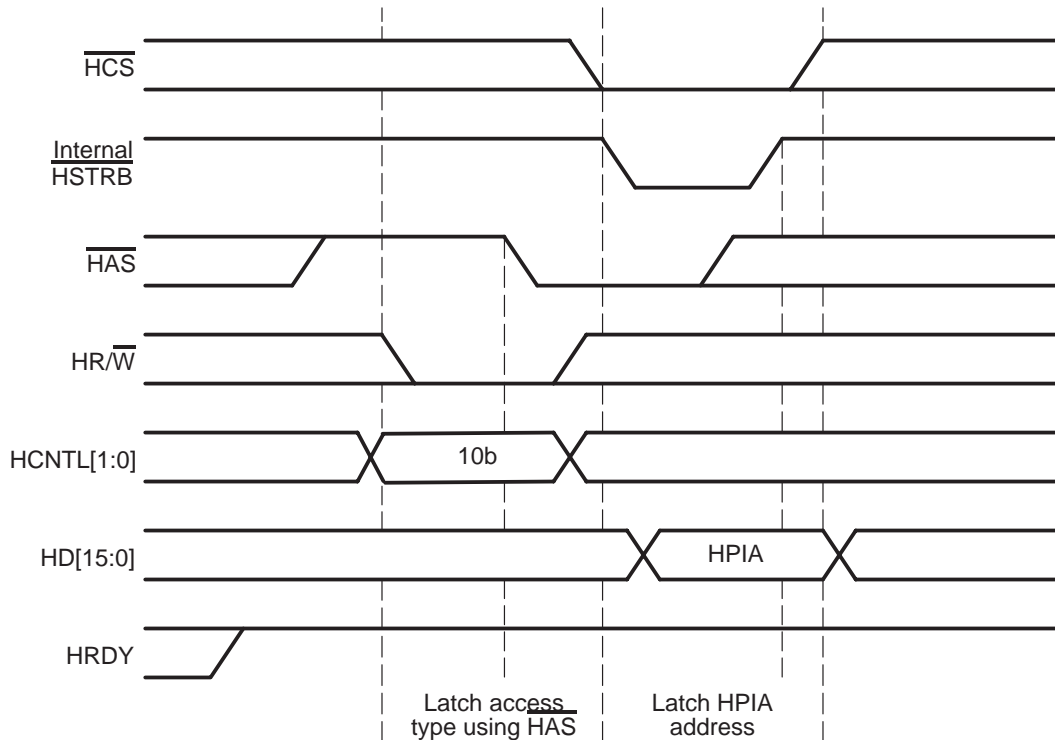 HCS
Internal
HSTRB
HAS
HR/W
HCNTL[1:0]
10b
HD[15:0]
HPIA
HRDY
Latch access
type using HAS
Latch HPIA
address